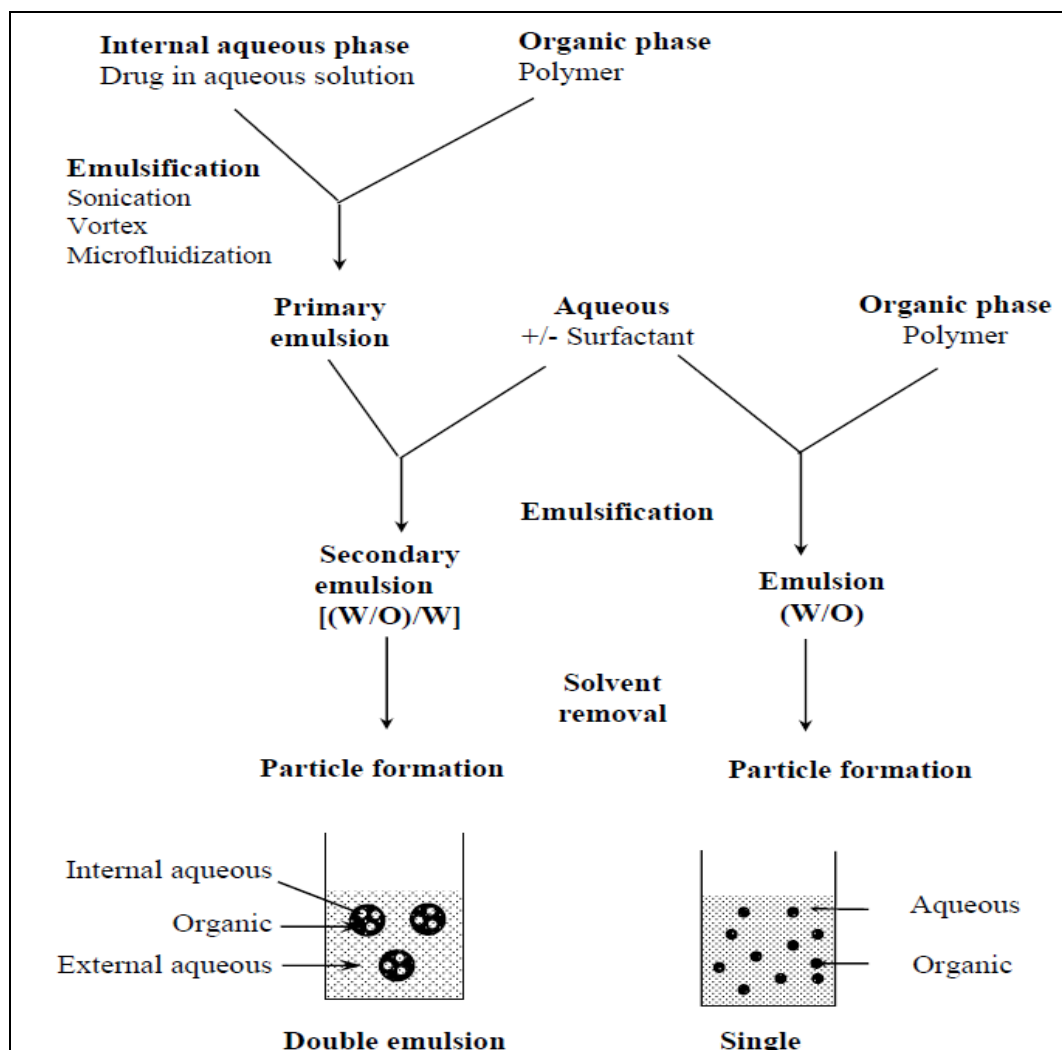 Internal aqueous phase
Drug in aqueous solution
Organic phase
Polymer
Emulsification
Sonication
Vortex
Microfluidization
Primary
emulsion
Aqueous
+/- Surfactant
Organic phase
Polymer
Emulsification
Secondary
emulsion
[(W/O)/W]
Emulsion
(W/O)
Solvent
removal
Particle formation
Particle formation
Internal aqueous
Organic
External aqueous
Aqueous
Organic
Double emulsion
Single